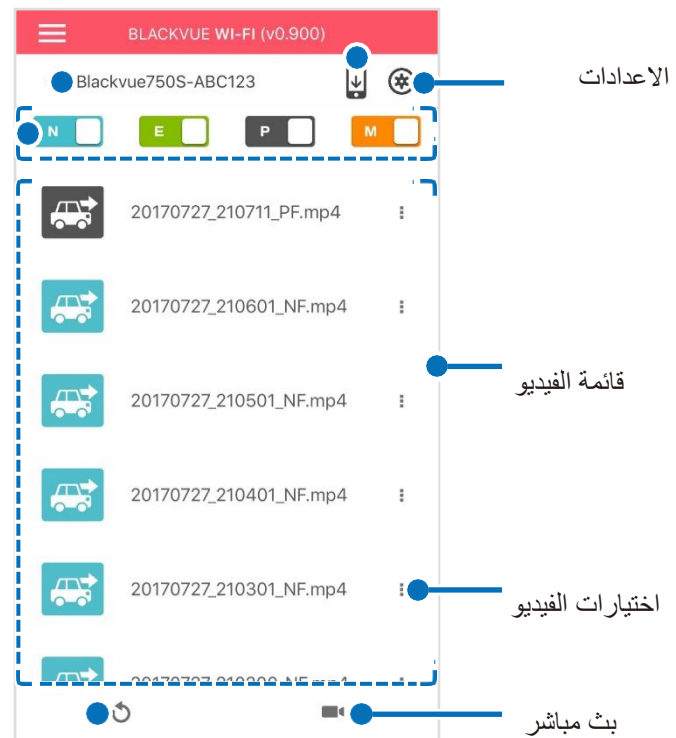 BLACKVUE WI-FI (v0.900)
Blackvue750S-ABC123
الاعدادات
N E P M
20170727_210711_PF.mp4
20170727_210601_NF.mp4
قائمة الفيديو
20170727_210501_NF.mp4
20170727_210401_NF.mp4
20170727_210301_NF.mp4
اختيارات الفيديو
بث مباشر